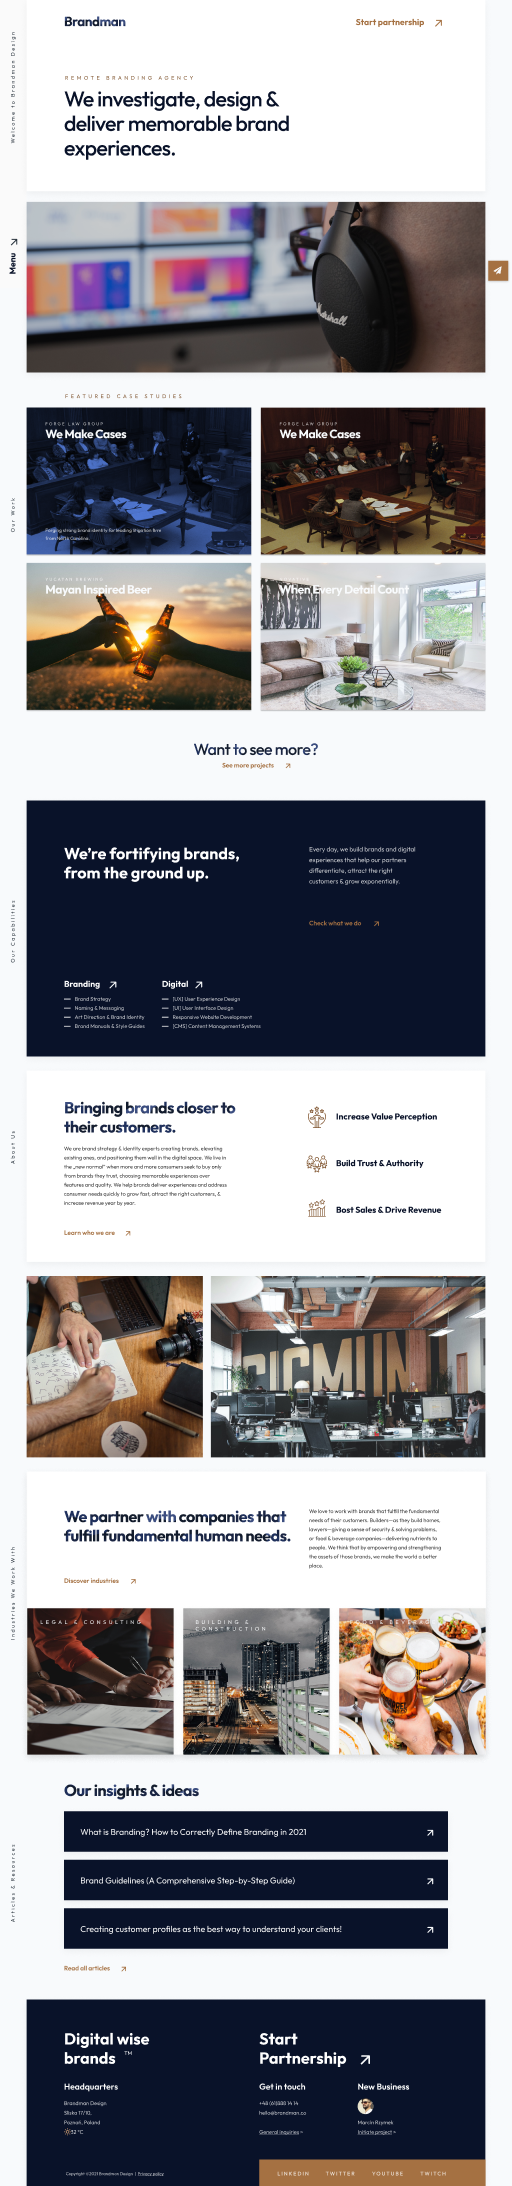 Welcome to Brandman Design
Brandman
Start partnership
REMOTE BRANDING AGENCY
We investigate, design &
deliver memorable brand
experiences.
Menu
Marshall
FEATURED CASE STUDIES
Our Work
FORGE LAW GROUP
We Make Cases
Forging strong brand identity for leading litigation firm
from North Carolina.
FORGE LAW GROUP
We Make Cases
Mayan Inspired Beer
When Every Detail Count
Want to see more?
See more projects
Our Capabilities
We're fortifying brands,
from the ground up.
Every day, we build brands and digital
experiences that help our partners
differentiate, attract the right
customers & grow exponentially.
Check what we do
Branding
Brand Strategy
Naming & Messaging
Art Direction & Brand Identity
Brand Manuals & Style Guides
Digital
[UX] User Experience Design
[UI] User Interface Design
Responsive Website Development
[CMS] Content Management Systems
About Us
Bringing brands closer to
their customers.
We are brand strategy & identity experts creating brands, elevating
existing ones, and positioning them well in the digital space. We live in
the „new normal" when more and more consumers seek to buy only
from brands they trust, choosing memorable experiences over
features and quality. We help brands deliver experiences and address
consumer needs quickly to grow fast, attract the right customers, &
increase revenue year by year.
Learn who we are
Increase Value Perception
Build Trust & Authority
Bost Sales & Drive Revenue
Industries We Work With
We partner with companies that
fulfill fundamental human needs.
Discover industries
We love to work with brands that fulfill the fundamental
needs of their customers. Builders—as they build homes,
lawyers—giving a sense of security & solving problems,
or food & beverage companies—delivering nutrients to
people. We think that by empowering and strengthening
the assets of those brands, we make the world a better
place.
LEGAL & CONSULTING
BUILDING &
CONSTRUCTION
FOOD & BEVERAGE
Articles & Resources
Our insights & ideas
What is Branding? How to Correctly Define Branding in 2021
Brand Guidelines (A Comprehensive Step-by-Step Guide)
Creating customer profiles as the best way to understand your clients!
Read all articles
Digital wise
brands ™
Start
Partnership
Headquarters
Brandman Design
Śliska 17/10,
Poznań, Poland
32 °C
Get in touch
+48 (61)888 14 14
hello@brandman.co
General inquiries »
New Business
Marcin Rzymek
Initiate project »
Copyright ©2021 Brandman Design | Privacy policy
LINKEDIN TWITTER YOUTUBE TWITCH